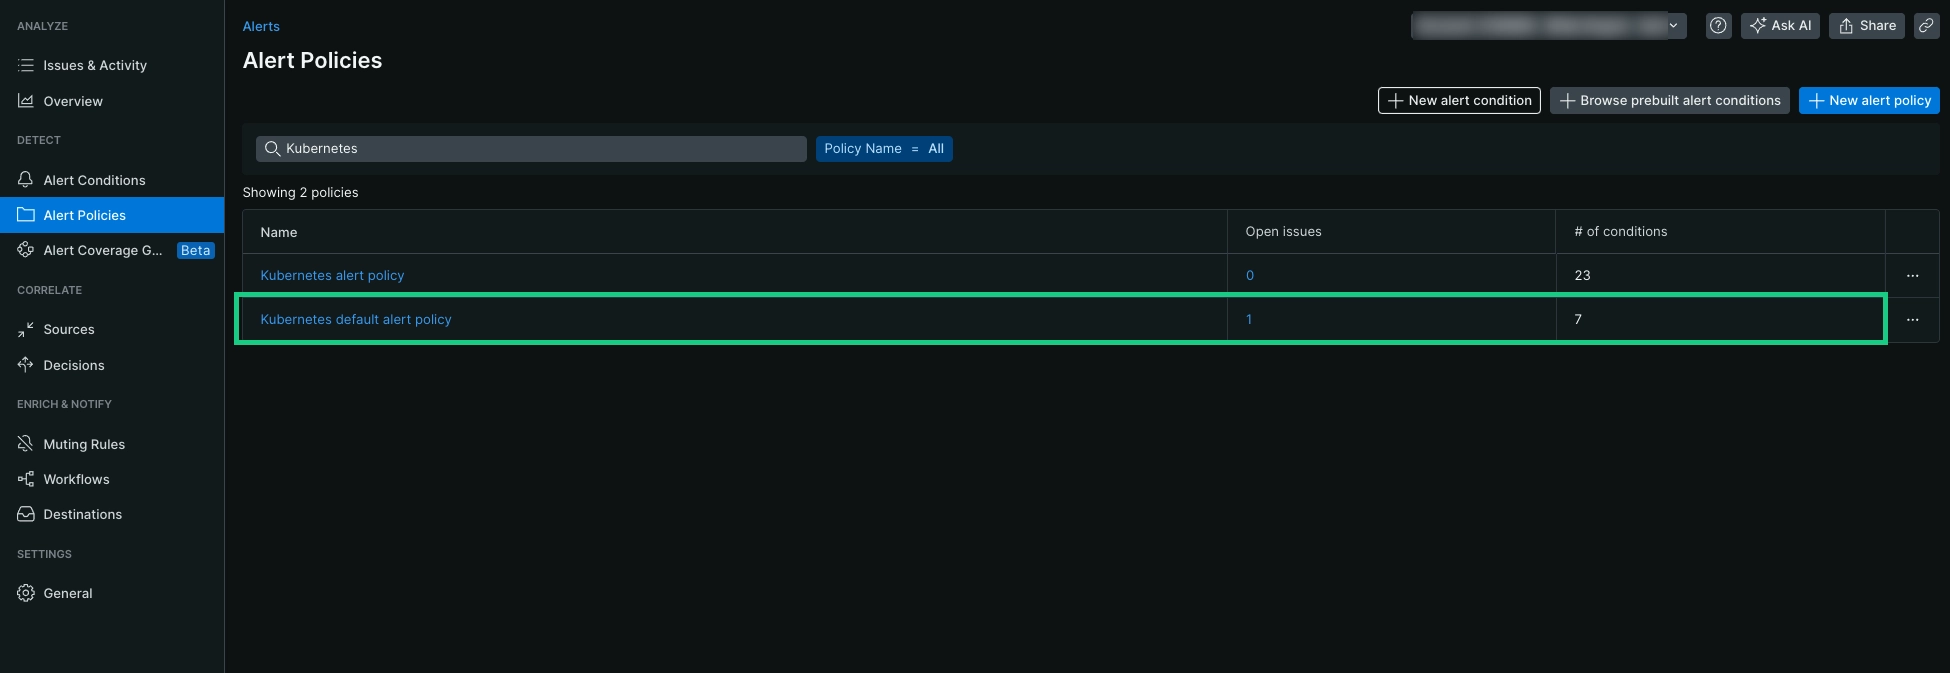 ANALYZE
Issues & Activity
Overview
DETECT
Alert Conditions
Alert Policies
Alert Coverage G... Beta
CORRELATE
Sources
Decisions
ENRICH & NOTIFY
Muting Rules
Workflows
Destinations
SETTINGS
General
Alerts
Ask AI Share
Alert Policies
New alert condition Browse prebuilt alert conditions New alert policy
Kubernetes Policy Name = All
Showing 2 policies
Name Open issues # of conditions
Kubernetes alert policy 0 23 ...
Kubernetes default alert policy 1 7 ...